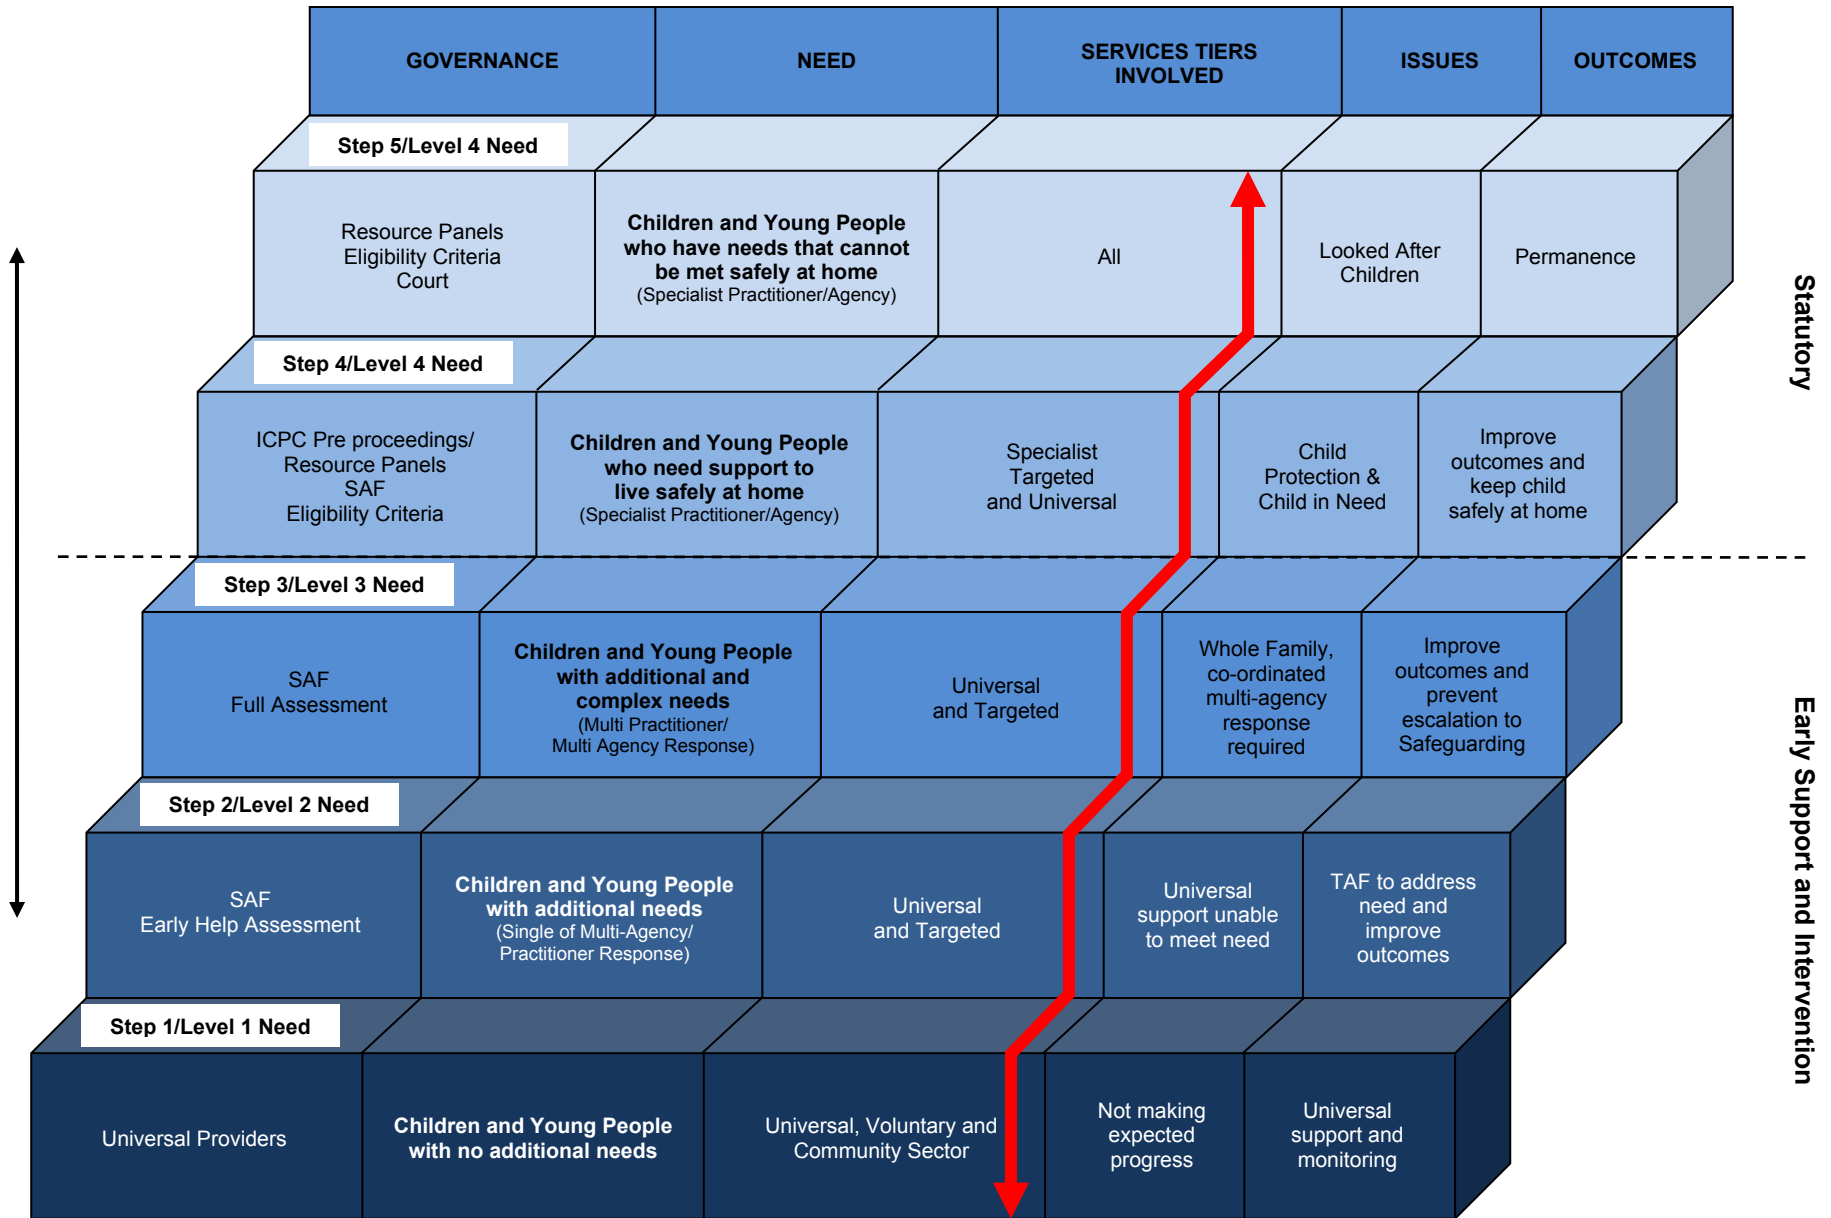 GOVERNANCE
NEED
SERVICES TIERS
INVOLVED
ISSUES
OUTCOMES
Step 5/Level 4 Need
Resource Panels
Eligibility Criteria
Court
Children and Young People
who have needs that cannot
be met safely at home
(Specialist Practitioner/Agency)
All
Looked After
Children
Permanence
Statutory
Step 4/Level 4 Need
ICPC Pre proceedings/
Resource Panels
SAF
Eligibility Criteria
Children and Young People
who need support to
live safely at home
(Specialist Practitioner/Agency)
Specialist
Targeted
and Universal
Child
Protection &
Child in Need
Improve
outcomes and
keep child
safely at home
Step 3/Level 3 Need
SAF
Full Assessment
Children and Young People
with additional and
complex needs
(Multi Practitioner/
Multi Agency Response)
Universal
and Targeted
Whole Family,
co-ordinated
multi-agency
response
required
Improve
outcomes and
prevent
escalation to
Safeguarding
Early Support and Intervention
Step 2/Level 2 Need
SAF
Early Help Assessment
Children and Young People
with additional needs
(Single of Multi-Agency/
Practitioner Response)
Universal
and Targeted
Universal
support unable
to meet need
TAF to address
need and
improve
outcomes
Step 1/Level 1 Need
Universal Providers
Children and Young People
with no additional needs
Universal, Voluntary and
Community Sector
Not making
expected
progress
Universal
support and
monitoring